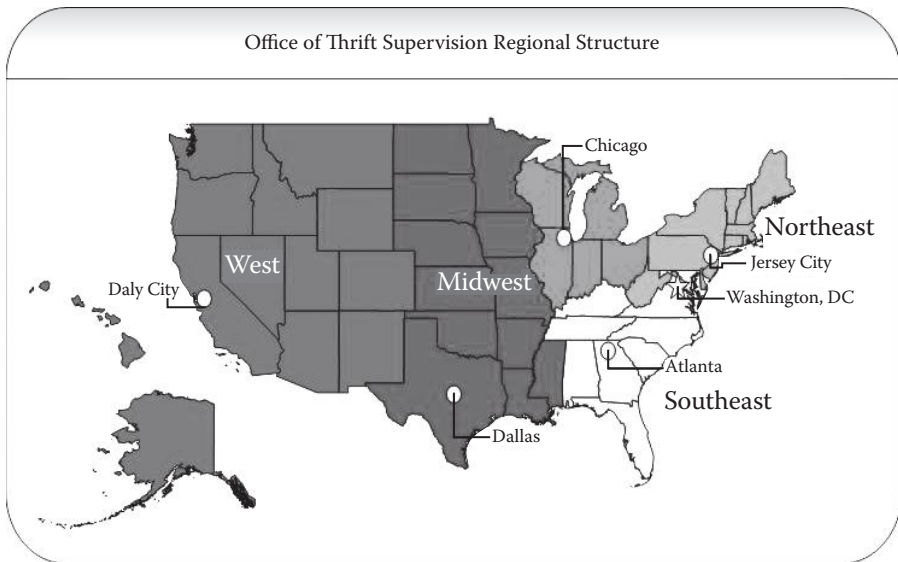 Office of Thrift Supervision Regional Structure
Chicago
Northeast
West
Jersey City
Midwest
Daly City
Washington, DC
Atlanta
Southeast
Dallas